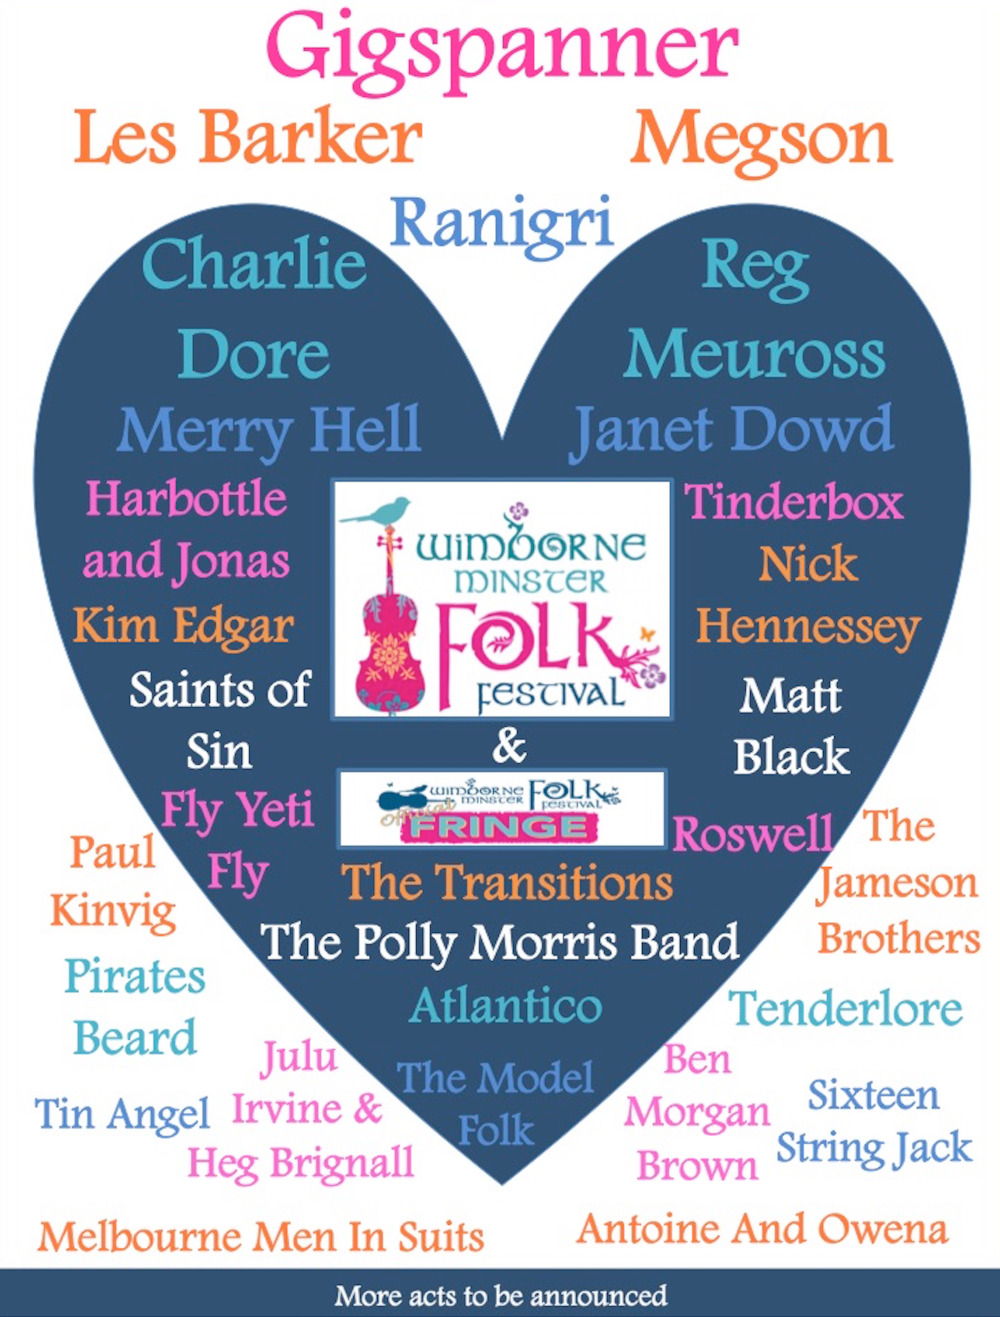 Gigspanner
Les Barker
Megson
Ranigri
Charlie
Dore
Reg
Meuross
Merry Hell
Janet Dowd
Harbottle
and Jonas
Tinderbox
Kim Edgar
Nick
Hennessey
Saints of
Sin
Matt
Black
WIMBORNE
MINSTER
FOLK
FESTIVAL
&
WIMBORNE
MINSTER
FOLK
FESTIVAL
Official
FRINGE
Fly Yeti
Fly
Roswell
The
Jameson
Brothers
Paul
Kinvig
The Transitions
The Polly Morris Band
Pirates
Beard
Atlantico
Tenderlore
Julu
Irvine &
Heg Brignall
The Model
Folk
Ben
Morgan
Brown
Tin Angel
Sixteen
String Jack
Melbourne Men In Suits
Antoine And Owena
More acts to be announced